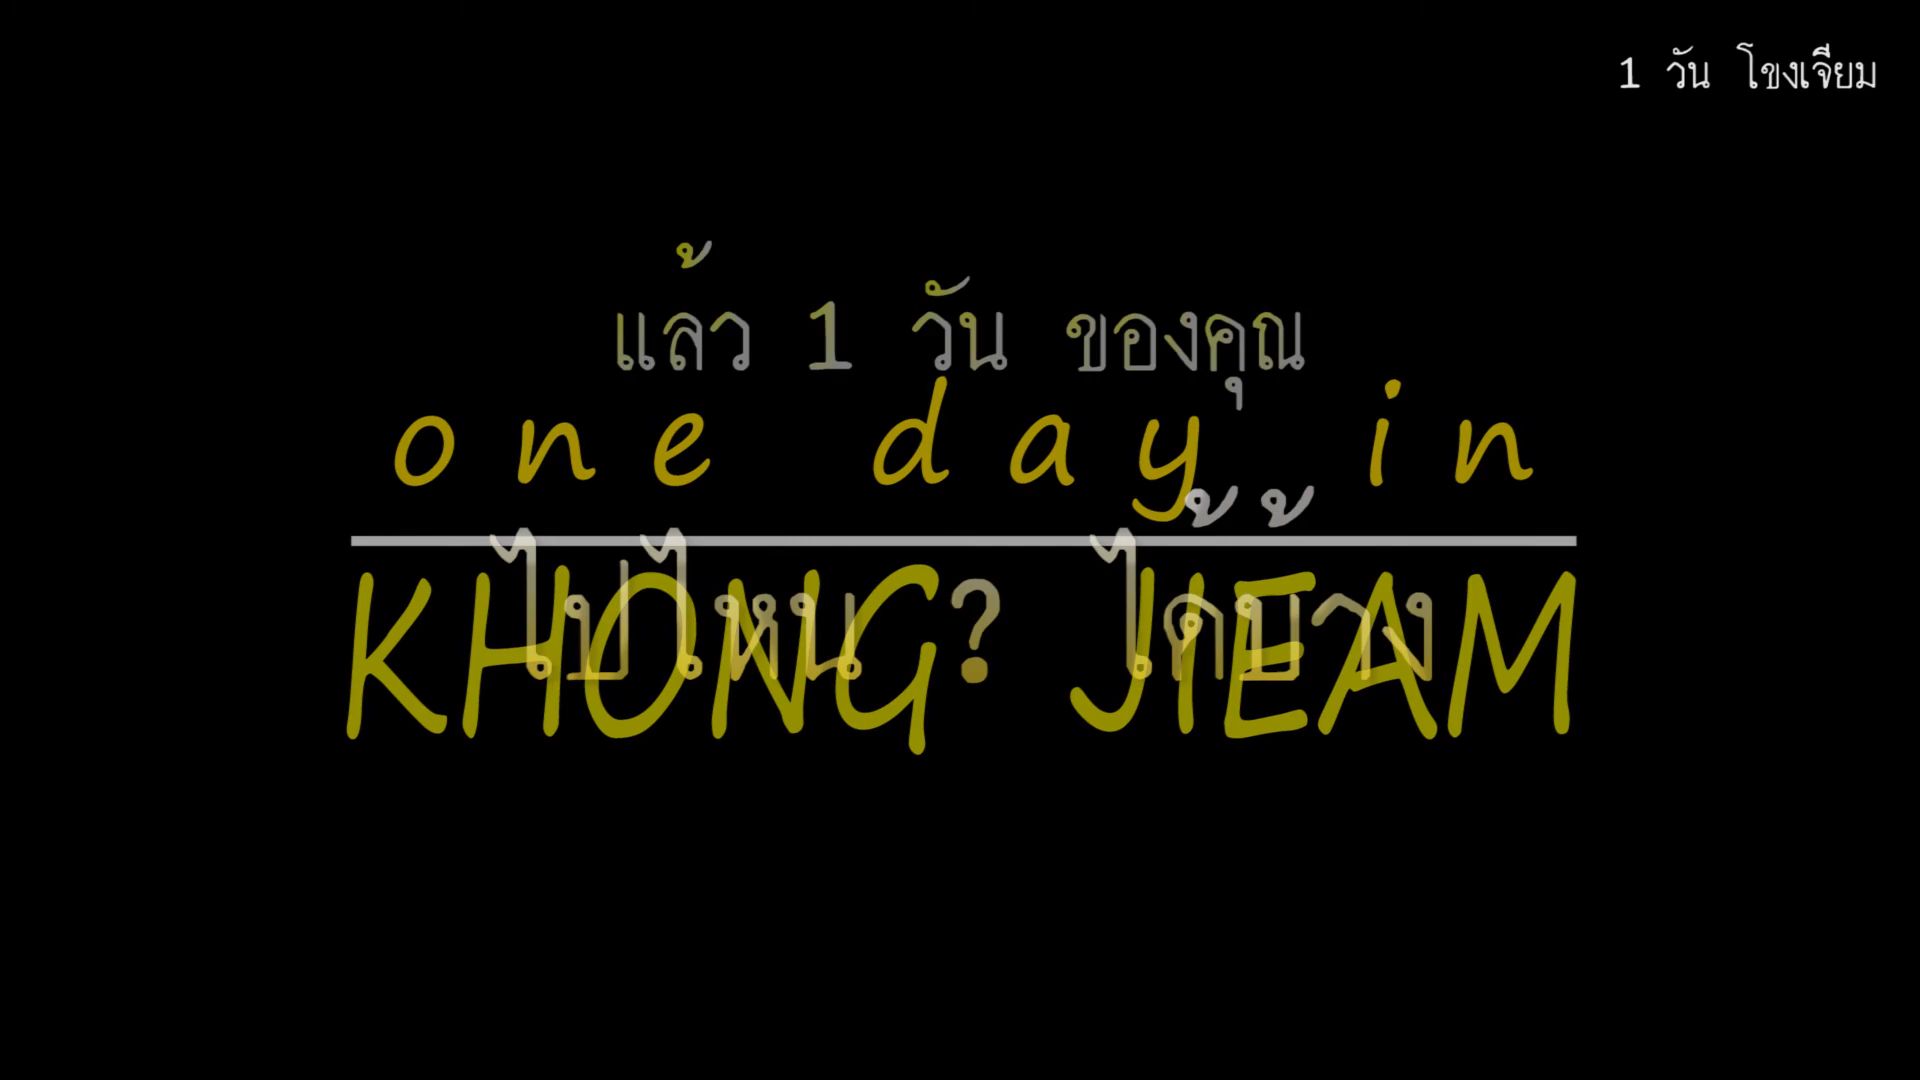 1 วัน โขงเจียม
แล้ว 1 วัน ของคุณ
one day in
ไปไหน? ได้บ้าง
KHONG JIEAM